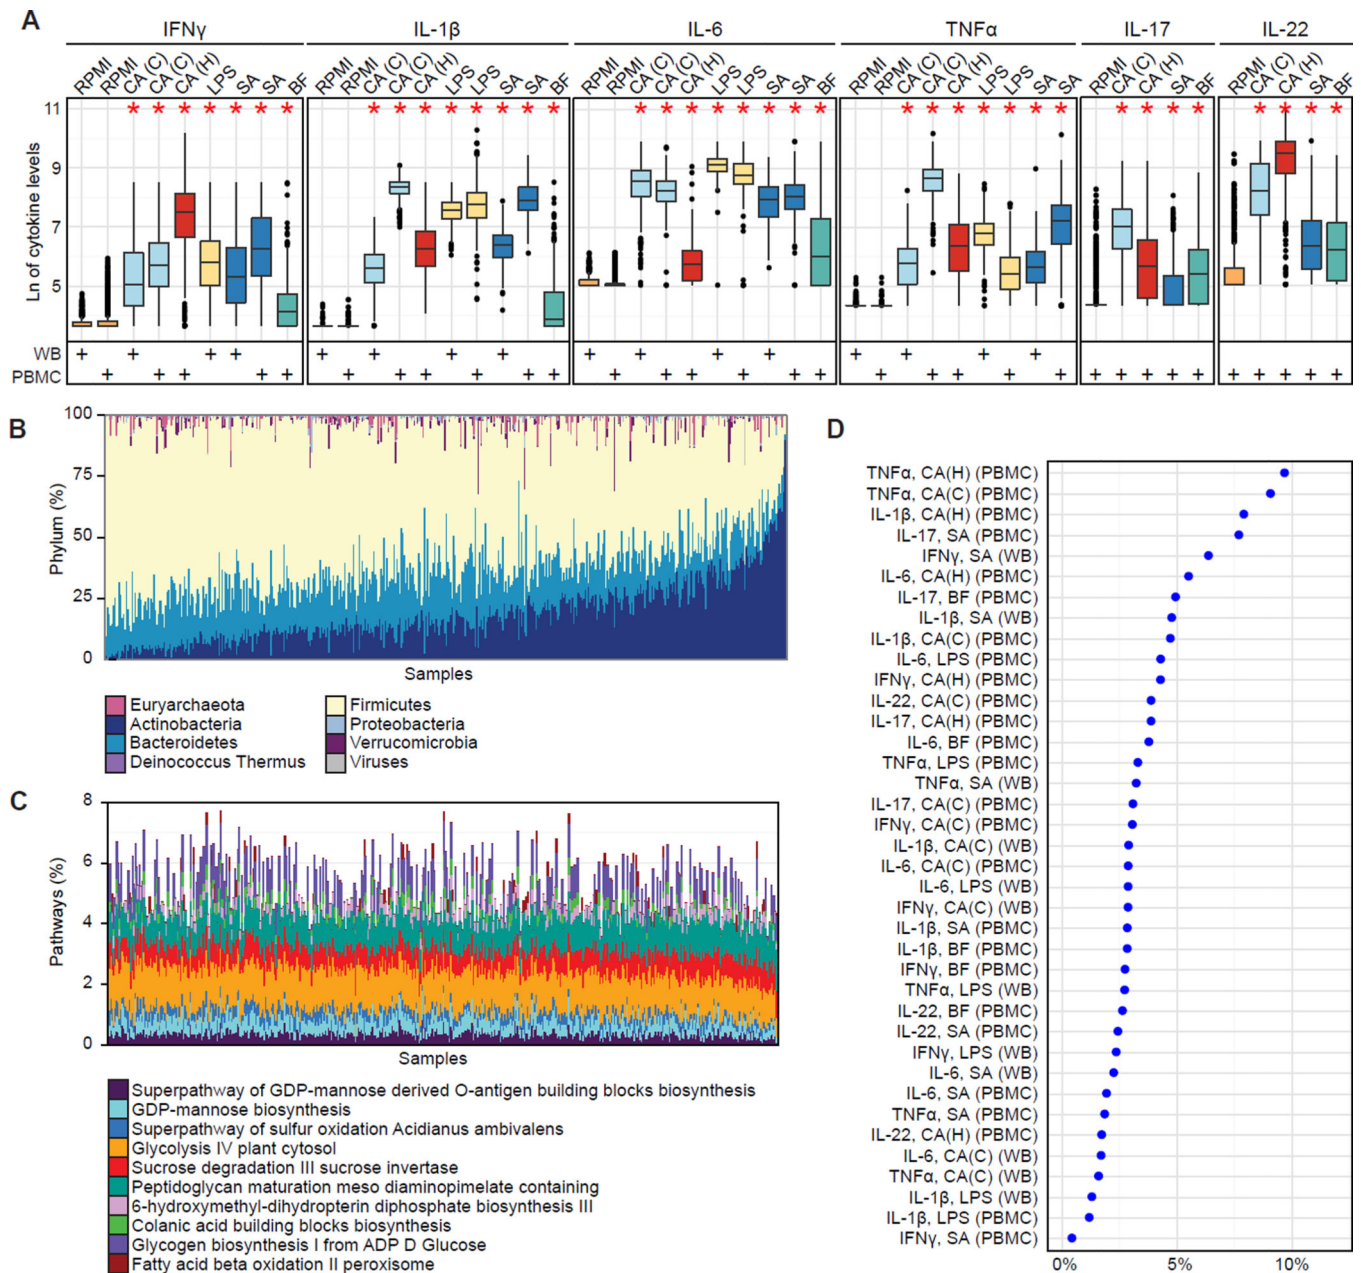 A
IFNγ IL-1β IL-6 TNFα IL-17 IL-22
RPMI RPMI CA (C) CA (C) CA (H) LPS SA SA BF RPMI RPMI CA (C) CA (C) CA (H) LPS LPS SA SA BF RPMI RPMI CA (C) CA (C) CA (H) LPS LPS SA SA BF RPMI RPMI CA (C) CA (C) CA (H) LPS LPS SA SA RPMI CA (C) CA (H) SA BF RPMI CA (C) CA (H) SA BF
* * * * * * * * * * * * * * * * * * * * * * * * * * * * * * * * * * * * * *
Ln of cytokine levels
11
9
7
5
WB + + + + + + + + + + + + + + +
PBMC + + + + + + + + + + + + + + + + + + + + + + + + + + + + +
B
Phylum (%)
100
75
50
25
0
Samples
Euryarchaeota
Actinobacteria
Bacteroidetes
Deinococcus Thermus
Firmicutes
Proteobacteria
Verrucomicrobia
Viruses
C
Pathways (%)
8
6
4
2
0
Samples
Superpathway of GDP-mannose derived O-antigen building blocks biosynthesis
GDP-mannose biosynthesis
Superpathway of sulfur oxidation Acidianus ambivalens
Glycolysis IV plant cytosol
Sucrose degradation III sucrose invertase
Peptidoglycan maturation meso diaminopimelate containing
6-hydroxymethyl-dihydropterin diphosphate biosynthesis III
Colanic acid building blocks biosynthesis
Glycogen biosynthesis I from ADP D Glucose
Fatty acid beta oxidation II peroxisome
D
TNFα, CA(H) (PBMC)
TNFα, CA(C) (PBMC)
IL-1β, CA(H) (PBMC)
IL-17, SA (PBMC)
IFNγ, SA (WB)
IL-6, CA(H) (PBMC)
IL-17, BF (PBMC)
IL-1β, SA (WB)
IL-1β, CA(C) (PBMC)
IL-6, LPS (PBMC)
IFNγ, CA(H) (PBMC)
IL-22, CA(C) (PBMC)
IL-17, CA(H) (PBMC)
IL-6, BF (PBMC)
TNFα, LPS (PBMC)
TNFα, SA (WB)
IL-17, CA(C) (PBMC)
IFNγ, CA(C) (PBMC)
IL-1β, CA(C) (WB)
IL-6, CA(C) (PBMC)
IL-6, LPS (WB)
IFNγ, CA(C) (WB)
IL-1β, SA (PBMC)
IL-1β, BF (PBMC)
IFNγ, BF (PBMC)
TNFα, LPS (WB)
IL-22, BF (PBMC)
IL-22, SA (PBMC)
IFNγ, LPS (WB)
IL-6, SA (WB)
IL-6, SA (PBMC)
TNFα, SA (PBMC)
IL-22, CA(H) (PBMC)
IL-6, CA(C) (WB)
TNFα, CA(C) (WB)
IL-1β, LPS (WB)
IL-1β, LPS (PBMC)
IFNγ, SA (PBMC)
0% 5% 10%